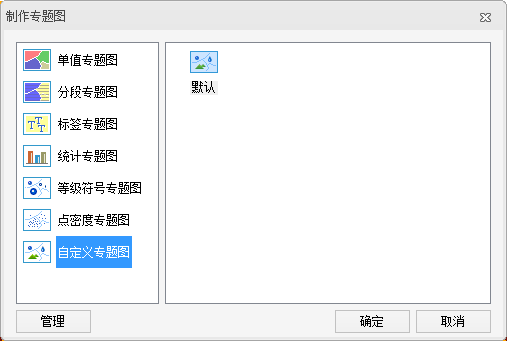 制作专题图
单值专题图
分段专题图
标签专题图
统计专题图
等级符号专题图
点密度专题图
自定义专题图
默认
管理
确定
取消